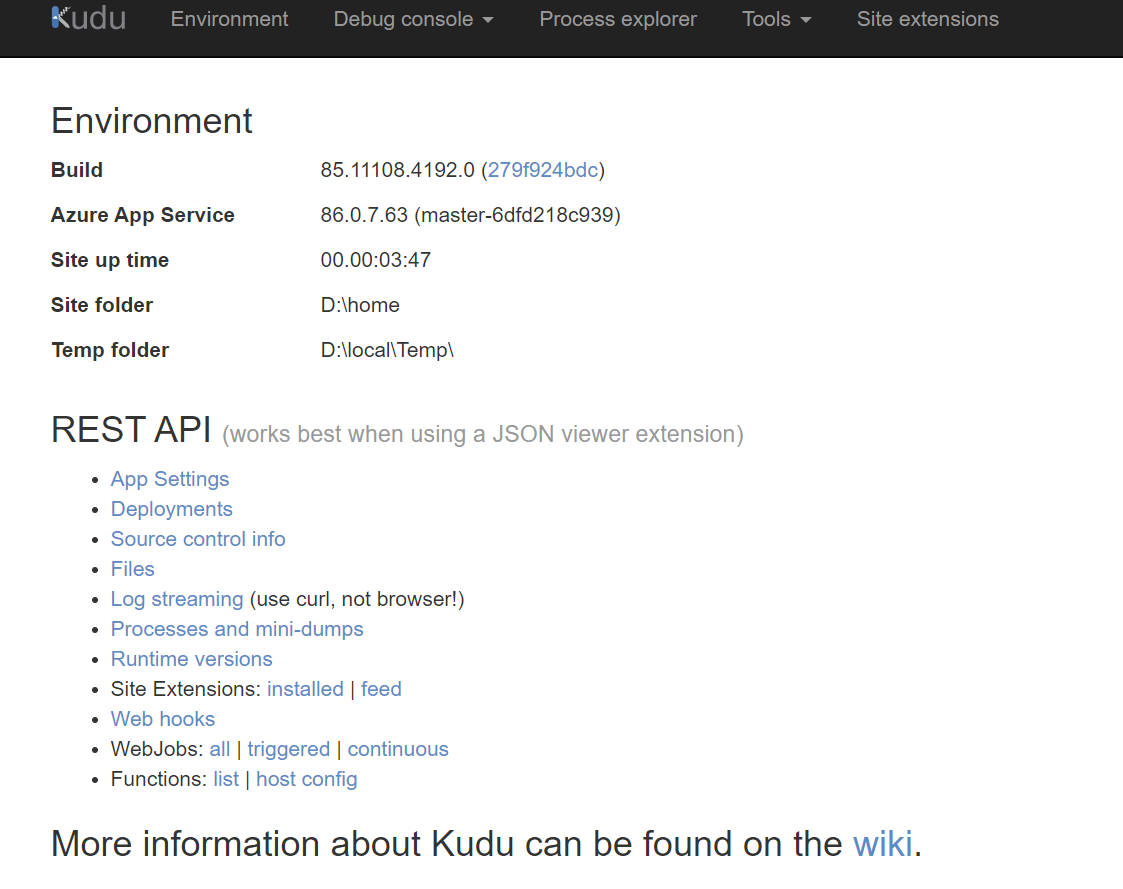 Kudu Environment Debug console Process explorer Tools Site extensions
Environment
Build 85.11108.4192.0 (279f924bdc)
Azure App Service 86.0.7.63 (master-6dfd218c939)
Site up time 00.00:03:47
Site folder D:\home
Temp folder D:\local\Temp\
REST API (works best when using a JSON viewer extension)
App Settings
Deployments
Source control info
Files
Log streaming (use curl, not browser!)
Processes and mini-dumps
Runtime versions
Site Extensions: installed | feed
Web hooks
WebJobs: all | triggered | continuous
Functions: list | host config
More information about Kudu can be found on the wiki.